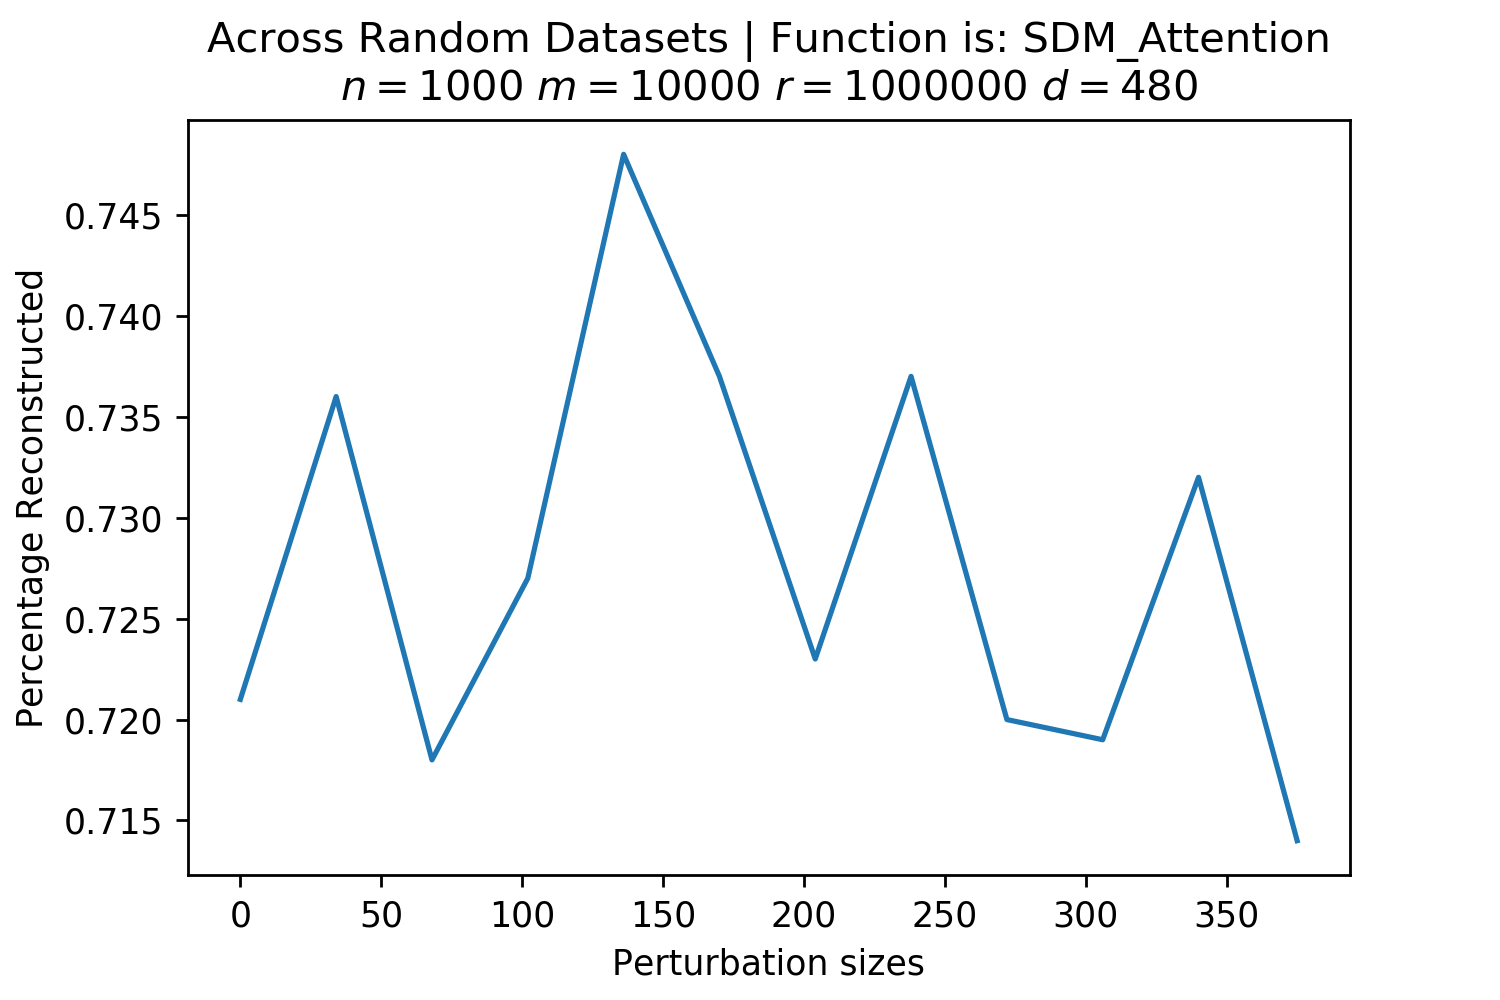 Across Random Datasets | Function is: SDM_Attention
n = 1000 m = 10000 r = 1000000 d = 480
Percentage Reconstructed
0.745
0.740
0.735
0.730
0.725
0.720
0.715
0 50 100 150 200 250 300 350
Perturbation sizes